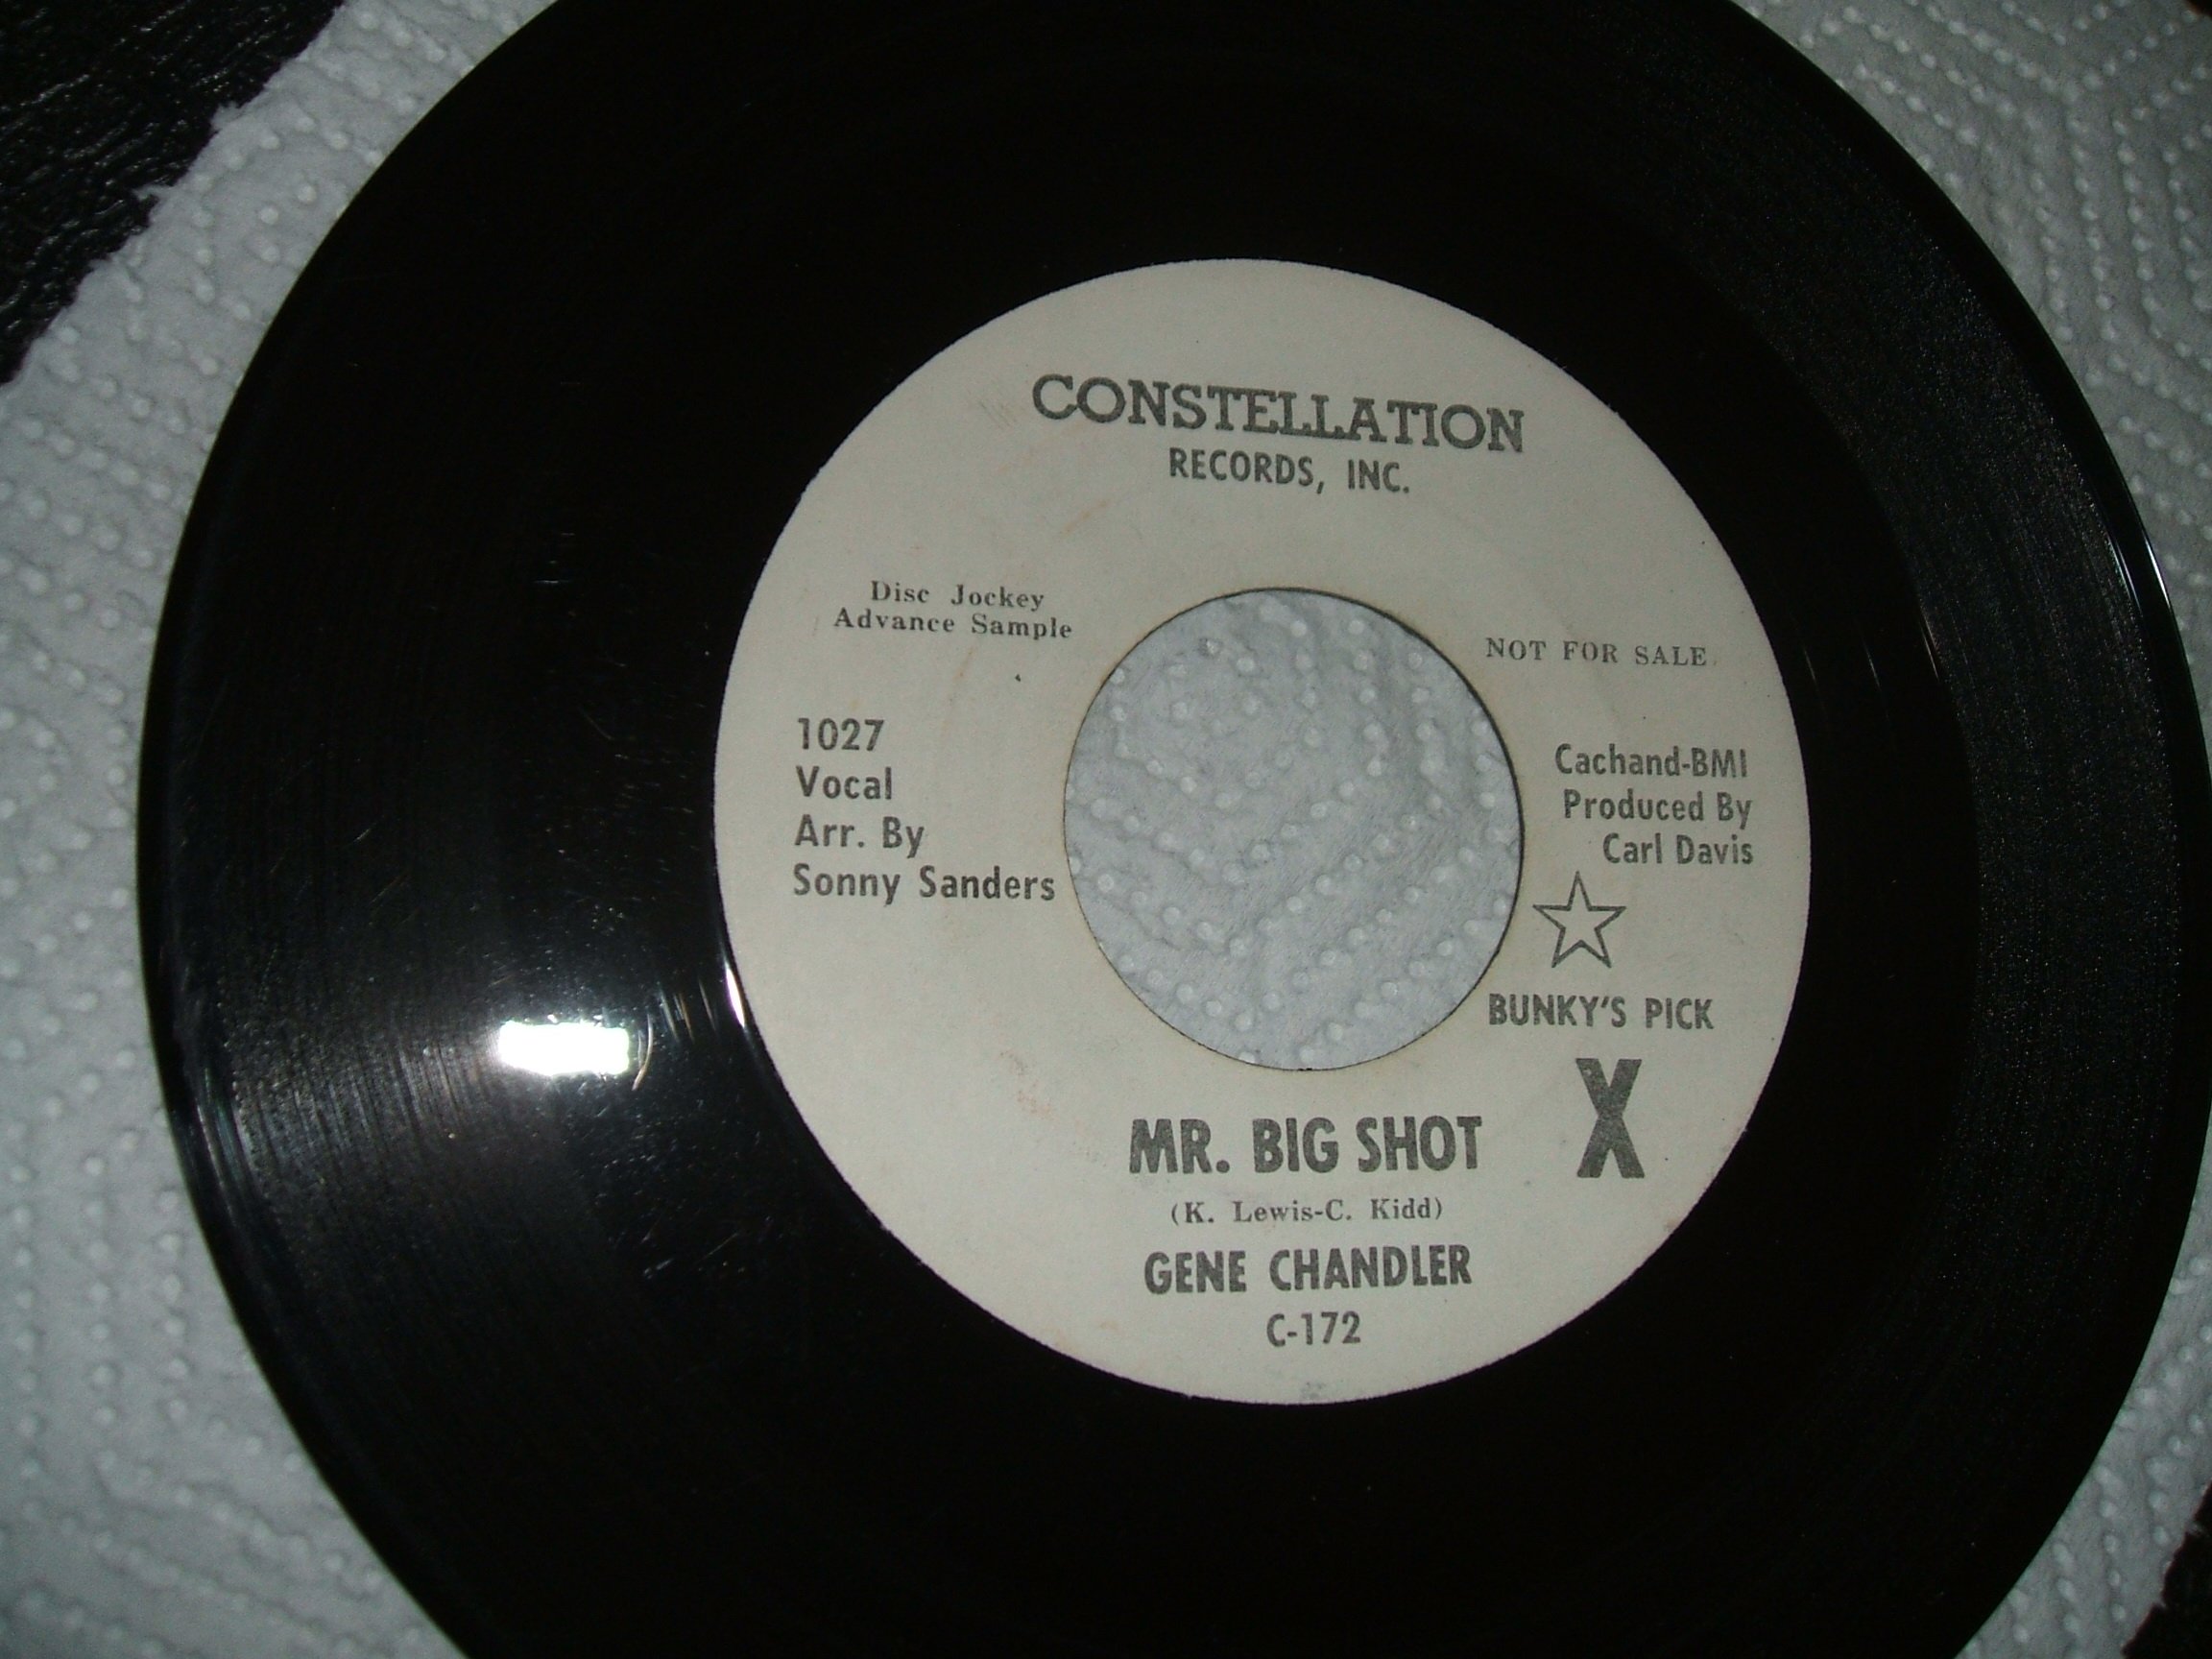 CONSTELLATION
RECORDS, INC.
Disc Jockey
Advance Sample
NOT FOR SALE
1027
Vocal
Arr. By
Sonny Sanders
Cachand-BMI
Produced By
Carl Davis
BUNKY'S PICK
X
MR. BIG SHOT
(K. Lewis-C. Kidd)
GENE CHANDLER
C-172